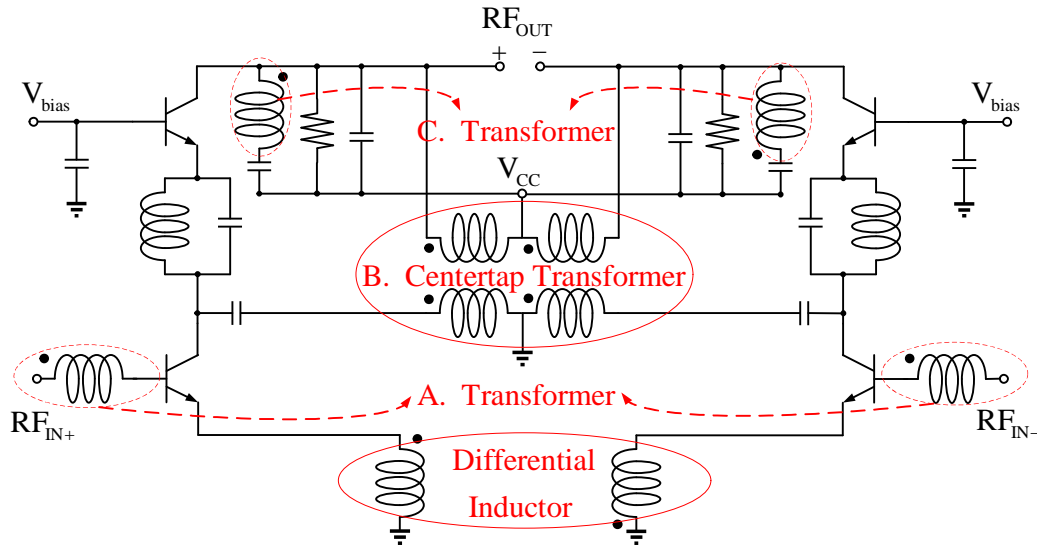 RF_OUT
+ −
V_bias
V_bias
C. Transformer
V_CC
B. Centertap Transformer
A. Transformer
RF_IN+
RF_IN−
Differential
Inductor